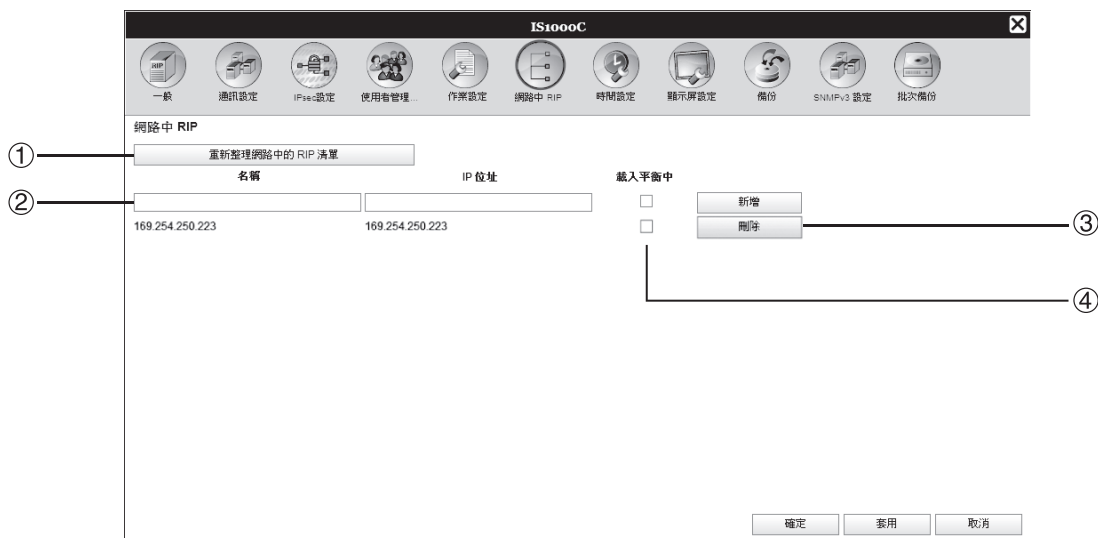 IS1000C
RIP
一般
通訊設定
IPsec設定
使用者管理...
作業設定
網路中 RIP
時間設定
顯示屏設定
備份
SNMPv3 設定
批次備份
網路中 RIP
① 重新整理網路中的 RIP 清單
名稱 IP 位址 載入平衡中
② 新增
169.254.250.223 169.254.250.223 刪除 ③
④
確定 套用 取消